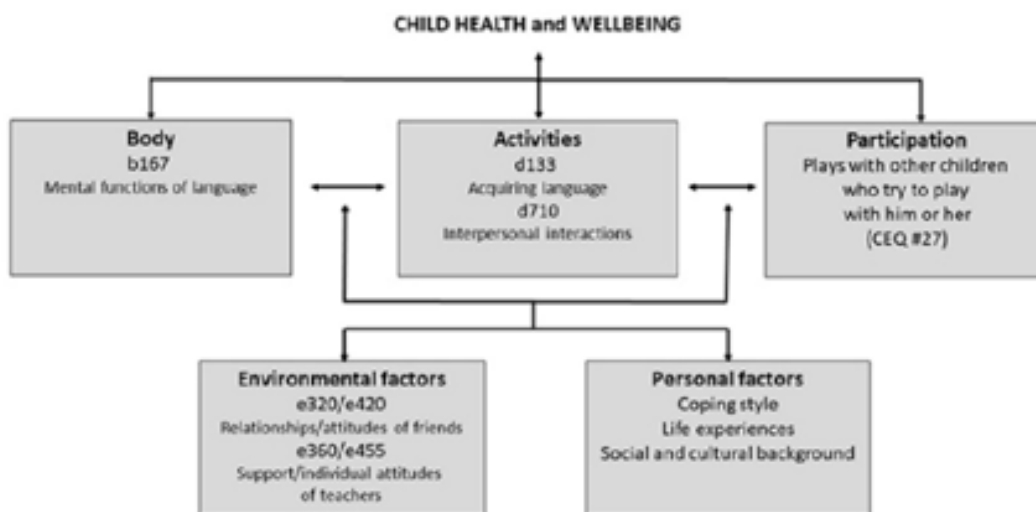 CHILD HEALTH and WELLBEING
Body
b167
Mental functions of language
Activities
d133
Acquiring language
d710
Interpersonal interactions
Participation
Plays with other children
who try to play
with him or her
(CEQ #27)
Environmental factors
e320/e420
Relationships/attitudes of friends
e360/e455
Support/individual attitudes
of teachers
Personal factors
Coping style
Life experiences
Social and cultural background